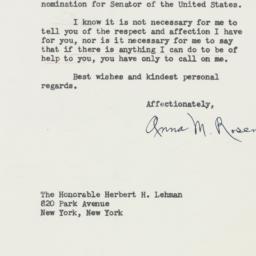 nomination for Senator of the United States.
I know it is not necessary for me to
tell you of the respect and affection I have
for you, nor is it necessary for me to say
that if there is anything I can do to be of
help to you, you have only to call on me.
Best wishes and kindest personal
regards.
Affectionately,
Anna M. Rosen
The Honorable Herbert H. Lehman
820 Park Avenue
New York, New York